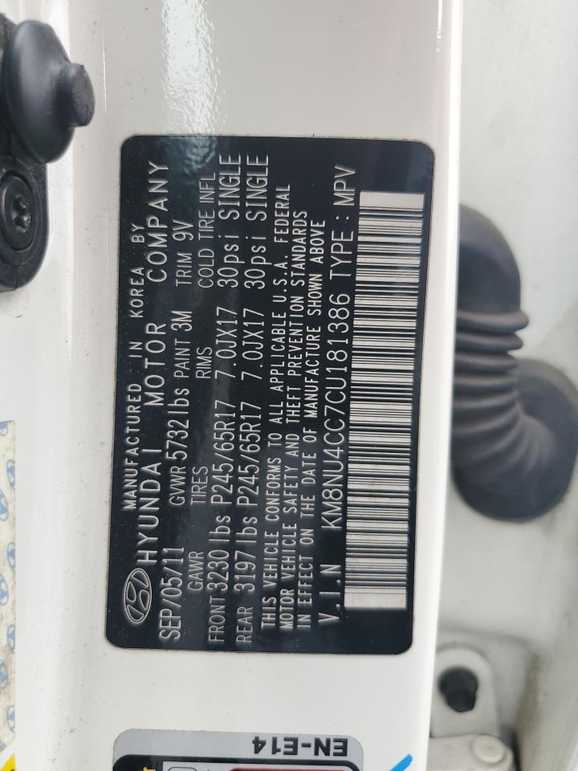 MANUFACTURED IN KOREA BY
HYUNDAI MOTOR COMPANY
SEP/05/11 GVWR 5732 lbs PAINT 3M TRIM 9V
GAWR TIRES RIMS COLD TIRE INFL
FRONT 3230 lbs P245/65R17 7.0JX17 30psi SINGLE
REAR 3197 lbs P245/65R17 7.0JX17 30psi SINGLE
THIS VEHICLE CONFORMS TO ALL APPLICABLE U.S.A. FEDERAL
MOTOR VEHICLE SAFETY AND THEFT PREVENTION STANDARDS
IN EFFECT ON THE DATE OF MANUFACTURE SHOWN ABOVE
V.I.N KM8NU4CC7CU181386 TYPE : MPV
EN-E14